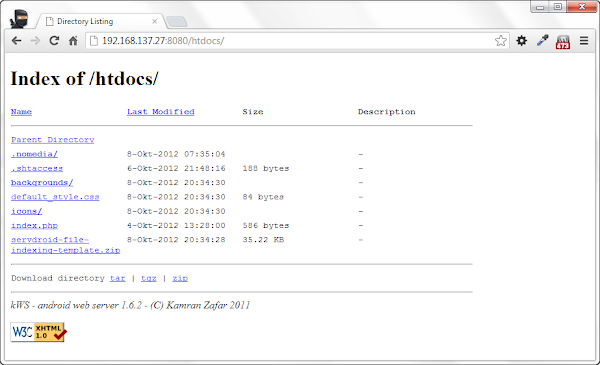 Directory Listing
192.168.137.27:8080/htdocs/
473
Index of /htdocs/
Name Last Modified Size Description
Parent Directory
.nomedia/ 8-Okt-2012 07:35:04 -
.shtaccess 6-Okt-2012 21:48:16 188 bytes -
backgrounds/ 8-Okt-2012 20:34:30 -
default_style.css 8-Okt-2012 20:34:30 84 bytes -
icons/ 8-Okt-2012 20:34:30 -
index.php 4-Okt-2012 13:28:00 586 bytes -
servdroid-file- 8-Okt-2012 20:34:28 35.22 KB -
indexing-template.zip
Download directory tar | tgz | zip
kWS - android web server 1.6.2 - (C) Kamran Zafar 2011
W3C XHTML
1.0